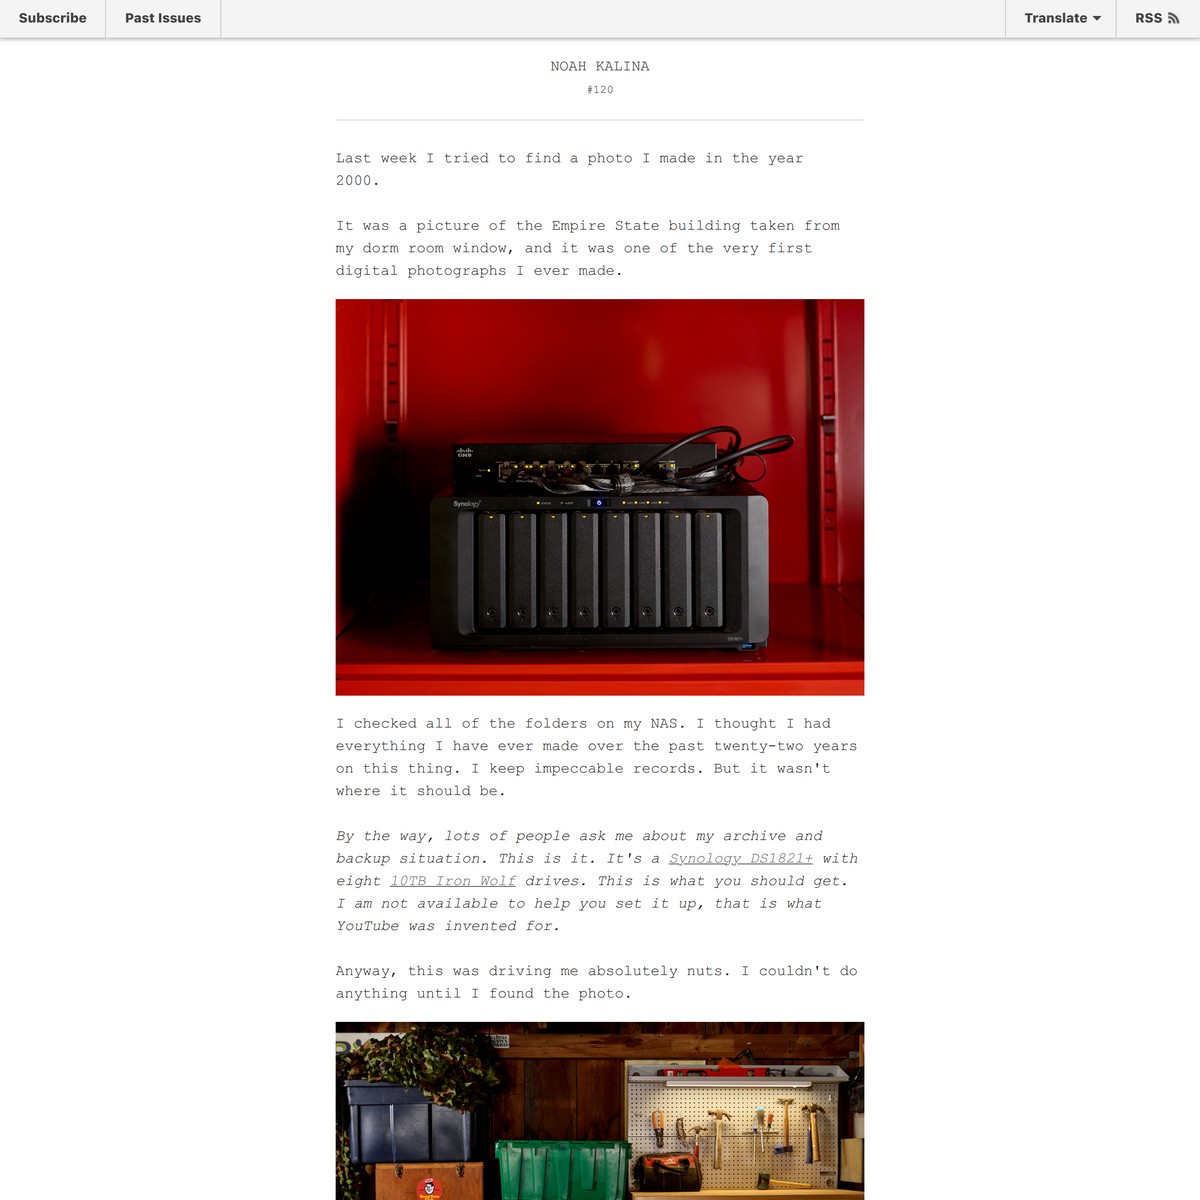 Subscribe
Past Issues
Translate
RSS
NOAH KALINA
#120
Last week I tried to find a photo I made in the year
2000.
It was a picture of the Empire State building taken from
my dorm room window, and it was one of the very first
digital photographs I ever made.
CISCO
Synology
I checked all of the folders on my NAS. I thought I had
everything I have ever made over the past twenty-two years
on this thing. I keep impeccable records. But it wasn't
where it should be.
By the way, lots of people ask me about my archive and
backup situation. This is it. It's a Synology DS1821+ with
eight 10TB Iron Wolf drives. This is what you should get.
I am not available to help you set it up, that is what
YouTube was invented for.
Anyway, this was driving me absolutely nuts. I couldn't do
anything until I found the photo.